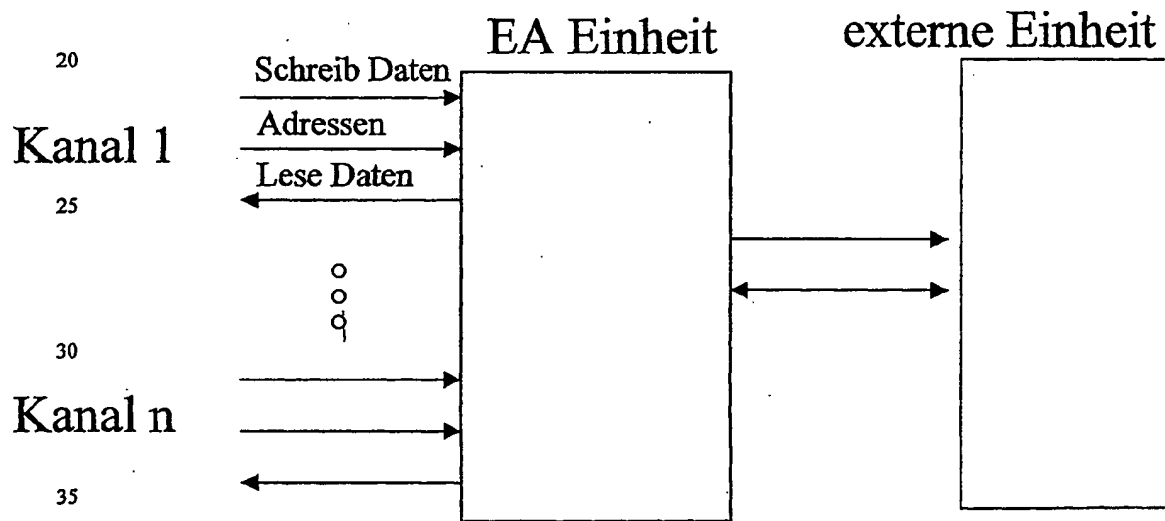 EA Einheit
externe Einheit
20
Schreib Daten
Adressen
Kanal 1
Lese Daten
25
30
Kanal n
35